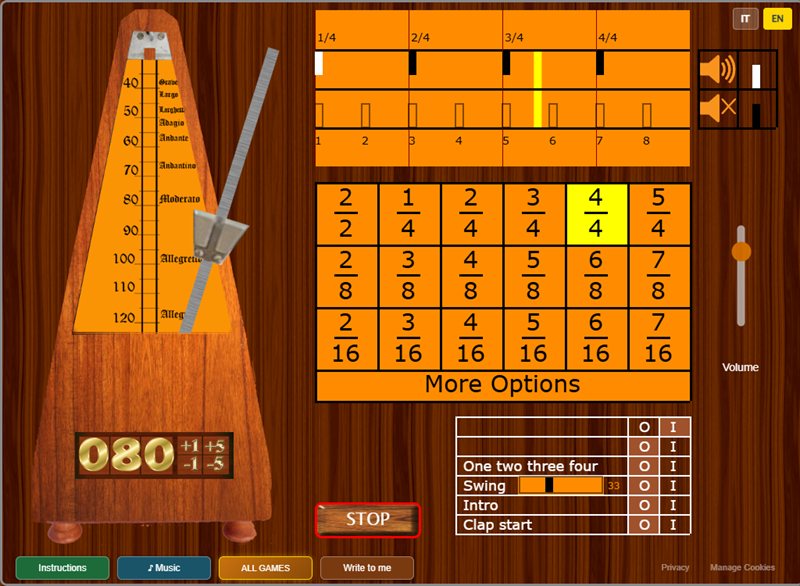 IT EN
1/4 2/4 3/4 4/4
1 2 3 4 5 6 7 8
40 Grave
Largo
50 Larghetto
Adagio
60 Andante
70 Andantino
80 Moderato
90
100 Allegretto
110
120 Alleg
2/2 1/4 2/4 3/4 4/4 5/4
2/8 3/8 4/8 5/8 6/8 7/8
2/16 3/16 4/16 5/16 6/16 7/16
More Options
Volume
080 +1 +5
-1 -5
O I
O I
One two three four O I
Swing 33 O I
Intro O I
Clap start O I
STOP
Instructions ♪ Music ALL GAMES Write to me Privacy Manage Cookies